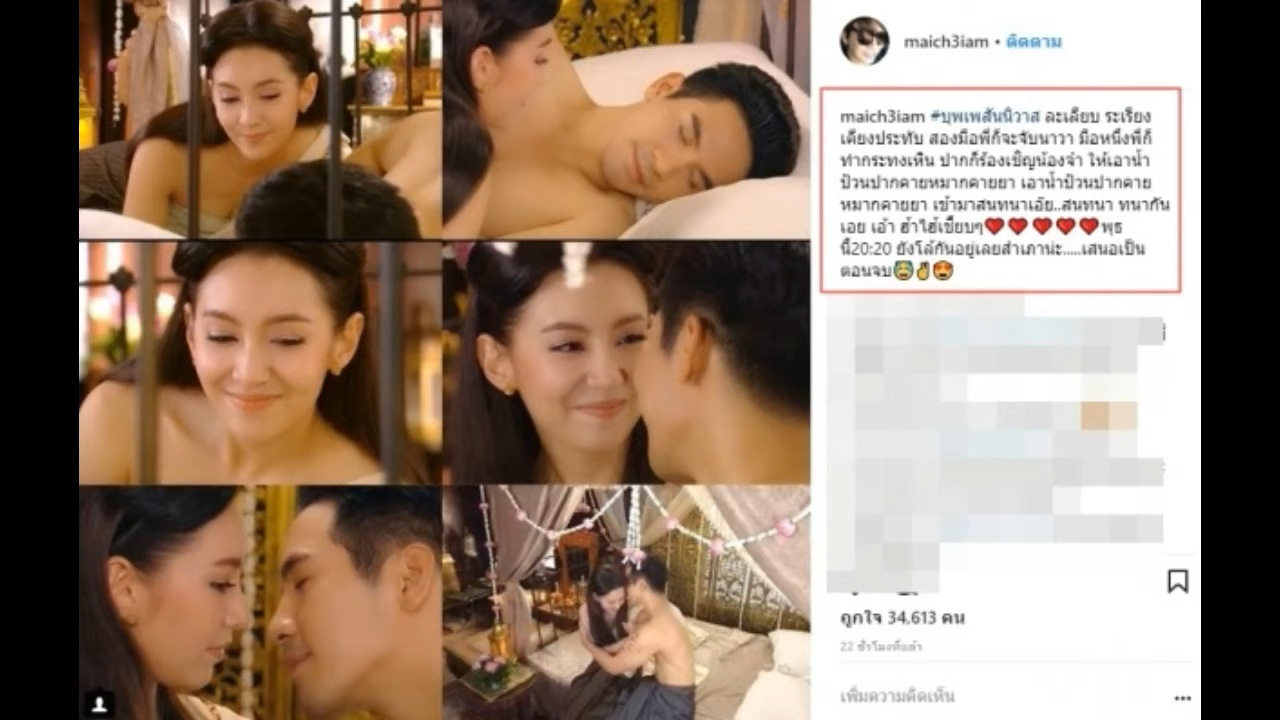 maich3iam • ติดตาม
maich3iam #บุพเพสันนิวาส ละเลียบ ระเรียง
เคียงประทับ สองมือพี่ก็จะจับนาวา มือหนึ่งพี่ก็
ทำกระทงเหิน ปากก็ร้องเชิญน้องจ๋า ให้เอาน้ำ
ป้วนปากคายหมากคายยา เอาน้ำป้วนปากคาย
หมากคายยา เข้ามาสนทนาเอ้ย..สนทนา ทนากัน
เอย เอ้า ฮ้าไฮ้เชี๊ยบๆ❤❤❤❤❤พุธ
นี้20:20 ยังโล้กันอยู่เลยสำเภาน่ะ.....เสนอเป็น
ตอนจบ
ถูกใจ 34,613 คน
22 ชั่วโมงที่แล้ว
เพิ่มความคิดเห็น